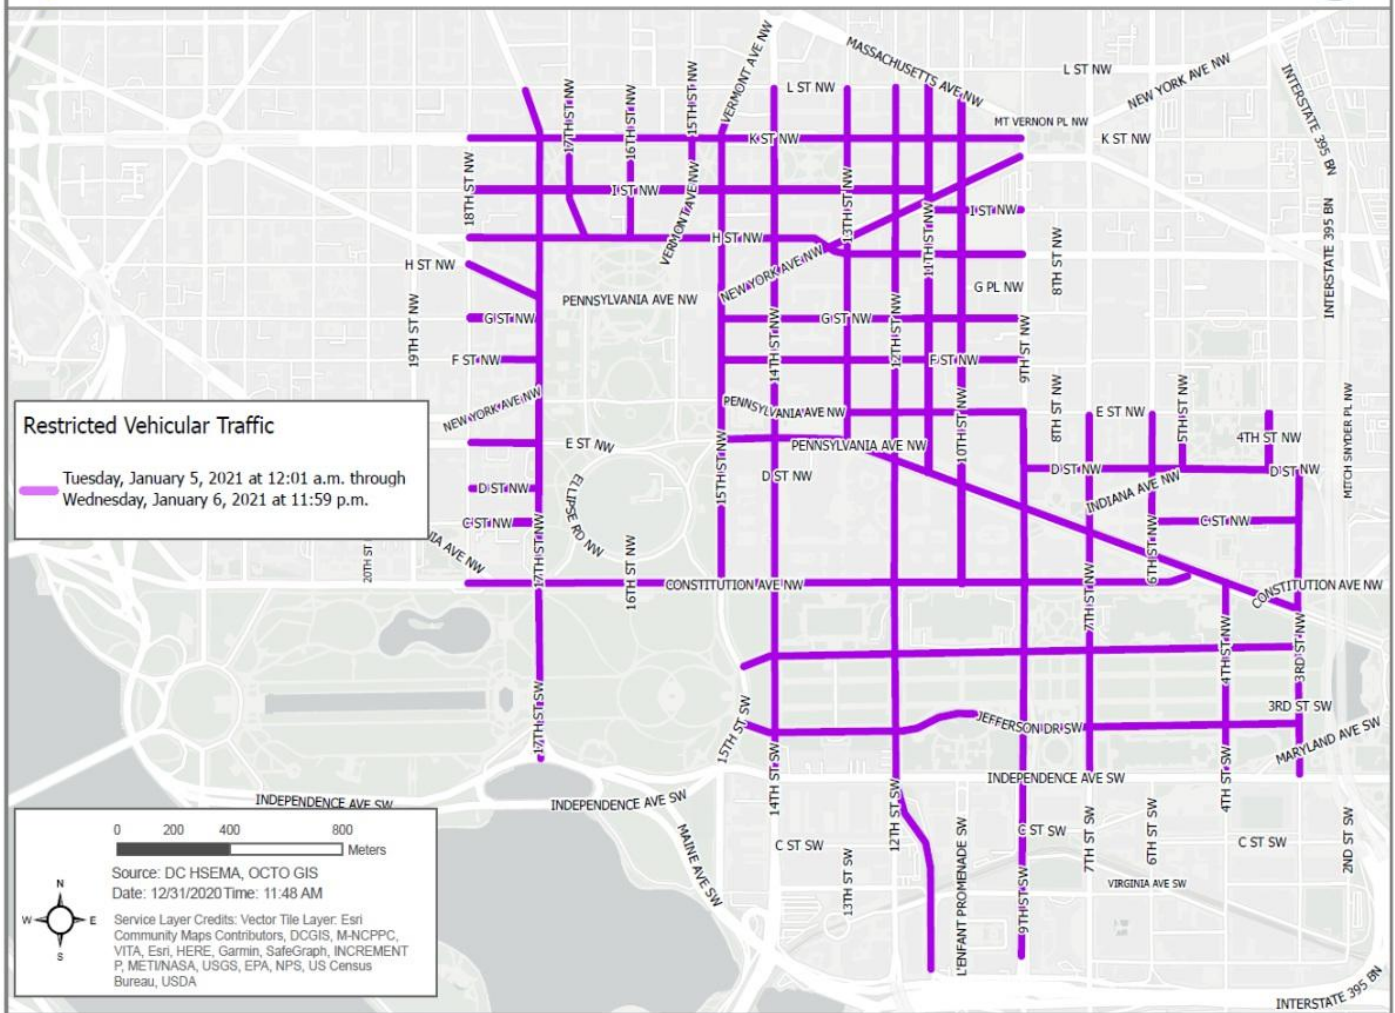 VERMONT AVE NW
MASSACHUSETTS AVE NW
L ST NW
L ST NW
NEW YORK AVE NW
INTERSTATE 395 BN
17TH ST NW
16TH ST NW
15TH ST NW
MT VERNON PL NW
K ST NW
K ST NW
18TH ST NW
I ST NW
VERMONT AVE NW
13TH ST NW
I ST NW
11TH ST NW
H ST NW
H ST NW
NEW YORK AVE NW
8TH ST NW
INTERSTATE 395 BN
G PL NW
PENNSYLVANIA AVE NW
19TH ST NW
G ST NW
G ST NW
14TH ST NW
12TH ST NW
9TH ST NW
F ST NW
F ST NW
NEW YORK AVE NW
PENNSYLVANIA AVE NW
10TH ST NW
8TH ST NW
E ST NW
5TH ST NW
4TH ST NW
MITCH SNYDER PL NW
Restricted Vehicular Traffic
Tuesday, January 5, 2021 at 12:01 a.m. through
Wednesday, January 6, 2021 at 11:59 p.m.
E ST NW
15TH ST NW
PENNSYLVANIA AVE NW
D ST NW
D ST NW
D ST NW
D ST NW
INDIANA AVE NW
ELLIPSE RD NW
C ST NW
C ST NW
IA AVE NW
20TH ST
17TH ST NW
16TH ST NW
6TH ST NW
CONSTITUTION AVE NW
CONSTITUTION AVE NW
7TH ST NW
4TH ST NW
3RD ST NW
17TH ST SW
15TH ST SW
JEFFERSON DR SW
3RD ST SW
MARYLAND AVE SW
14TH ST SW
INDEPENDENCE AVE SW
4TH ST SW
INDEPENDENCE AVE SW
INDEPENDENCE AVE SW
12TH ST SW
MAINE AVE SW
C ST SW
C ST SW
C ST SW
7TH ST SW
6TH ST SW
2ND ST SW
13TH ST SW
L'ENFANT PROMENADE SW
9TH ST SW
VIRGINIA AVE SW
INTERSTATE 395 BN
0 200 400 800
Meters
Source: DC HSEMA, OCTO GIS
Date: 12/31/2020 Time: 11:48 AM
N
W E
S
Service Layer Credits: Vector Tile Layer: Esri
Community Maps Contributors, DCGIS, M-NCPPC,
VITA, Esri, HERE, Garmin, SafeGraph, INCREMENT
P, METI/NASA, USGS, EPA, NPS, US Census
Bureau, USDA